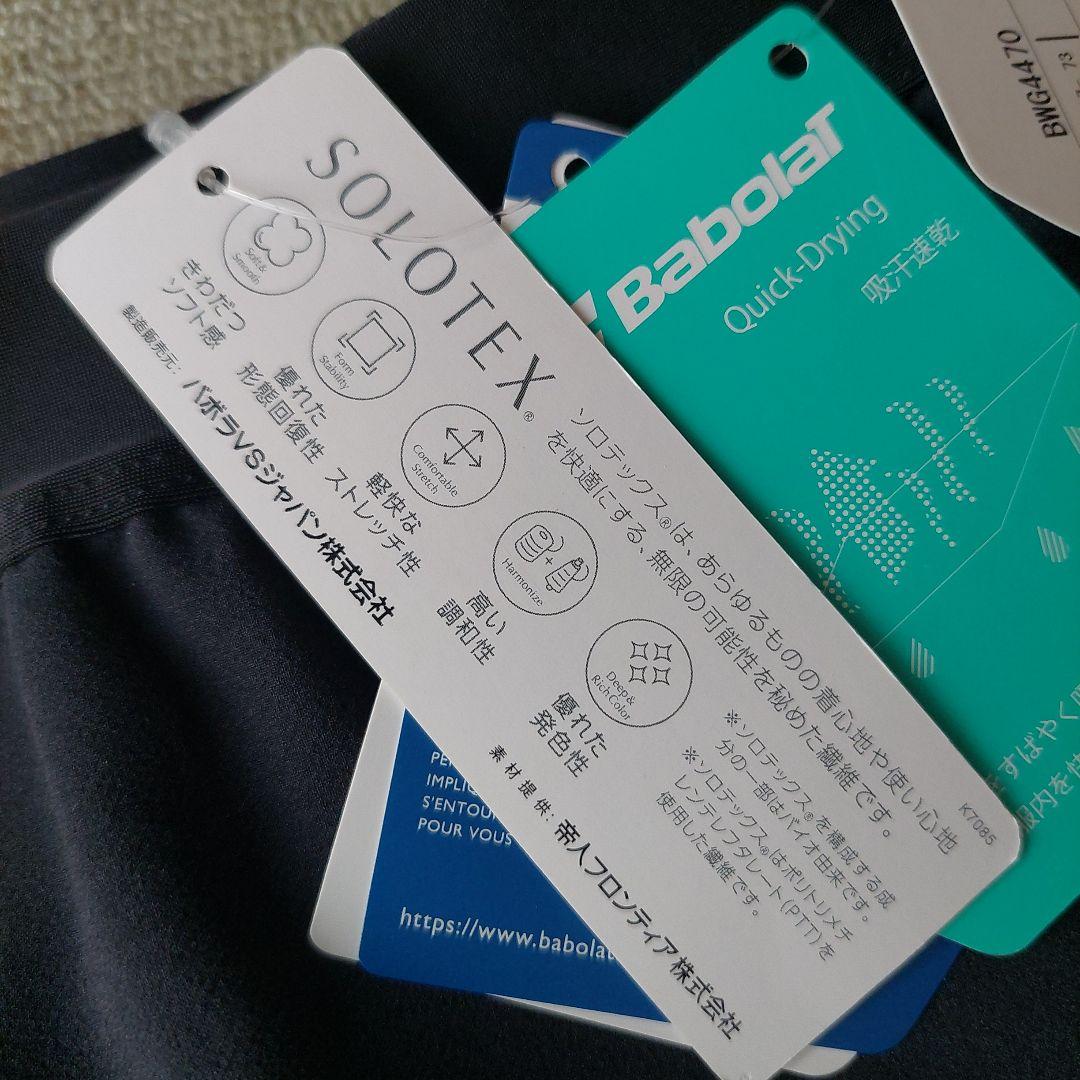 SOLOTEX®
ソロテックス®は、あらゆるものの着心地や使い心地
を快適にする、無限の可能性を秘めた繊維です。
Soft &
Smooth
きわだつ
ソフト感
Form
Stability
優れた
形態回復性
Comfortable
Stretch
軽快な
ストレッチ性
Harmonize
高い
調和性
Deep &
Rich Color
優れた
発色性
※ソロテックス®を構成する成
分の一部はバイオ由来です。
※ソロテックス®はポリトリメチ
レンテレフタレート(PTT)を
使用した繊維です。
製造販売元: バボラVSジャパン株式会社
素材提供: 帝人フロンティア株式会社
K7085
Babolat
Quick-Drying
吸汗速乾
すばやく
BWG4470
73
IMPLI
S'ENTOU
POUR VOUS
https://www.babolat